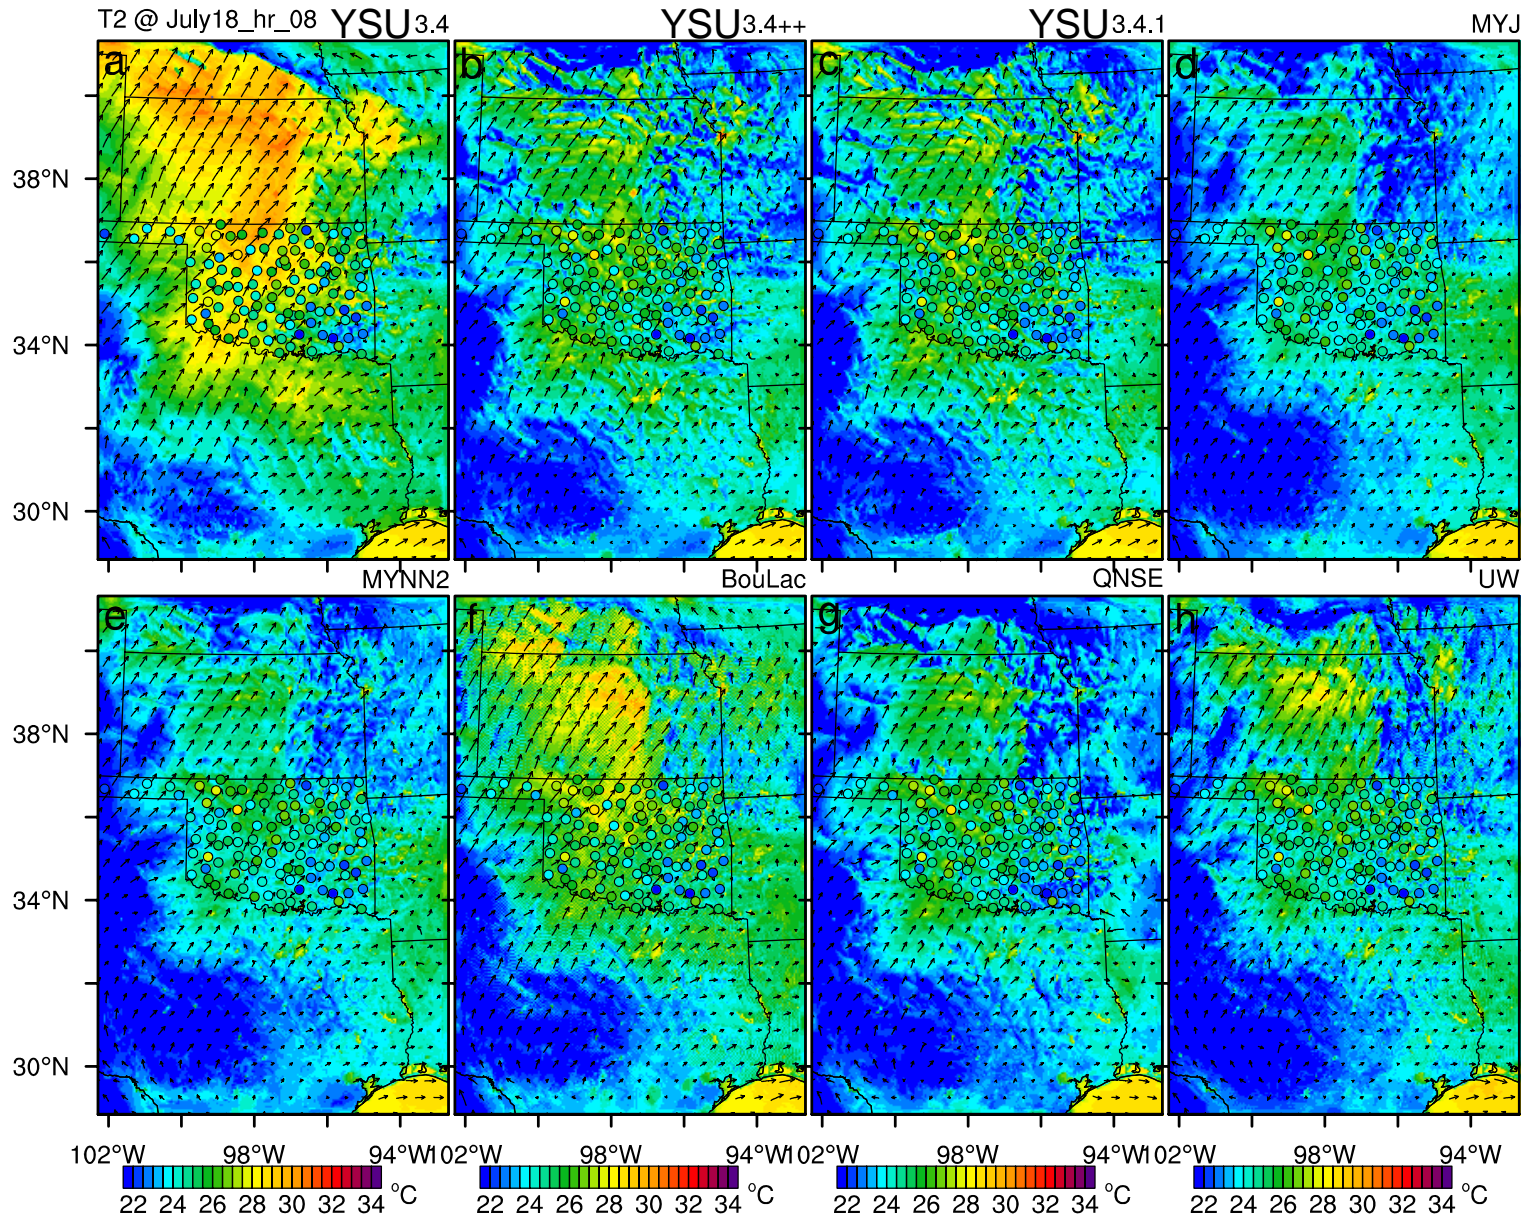 T2 @ July18_hr_08 YSU3.4 YSU3.4++ YSU3.4.1 MYJ
a b c d
38°N
34°N
30°N
MYNN2 BouLac QNSE UW
e f g h
38°N
34°N
30°N
102°W 98°W 94°W 102°W 98°W 94°W 102°W 98°W 94°W 102°W 98°W 94°W
22 24 26 28 30 32 34 °C 22 24 26 28 30 32 34 °C 22 24 26 28 30 32 34 °C 22 24 26 28 30 32 34 °C